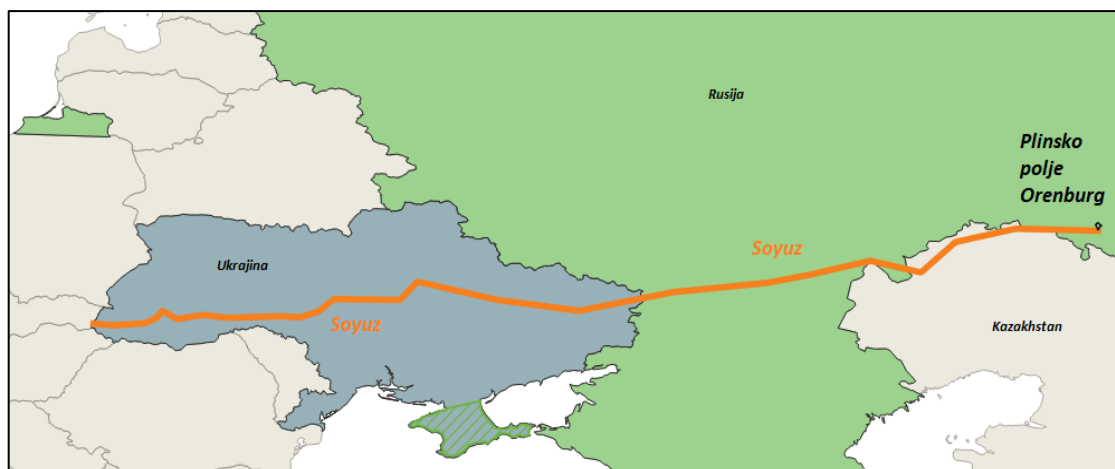 Rusija
Plinsko
polje
Orenburg
Soyuz
Ukrajina
Soyuz
Kazakhstan